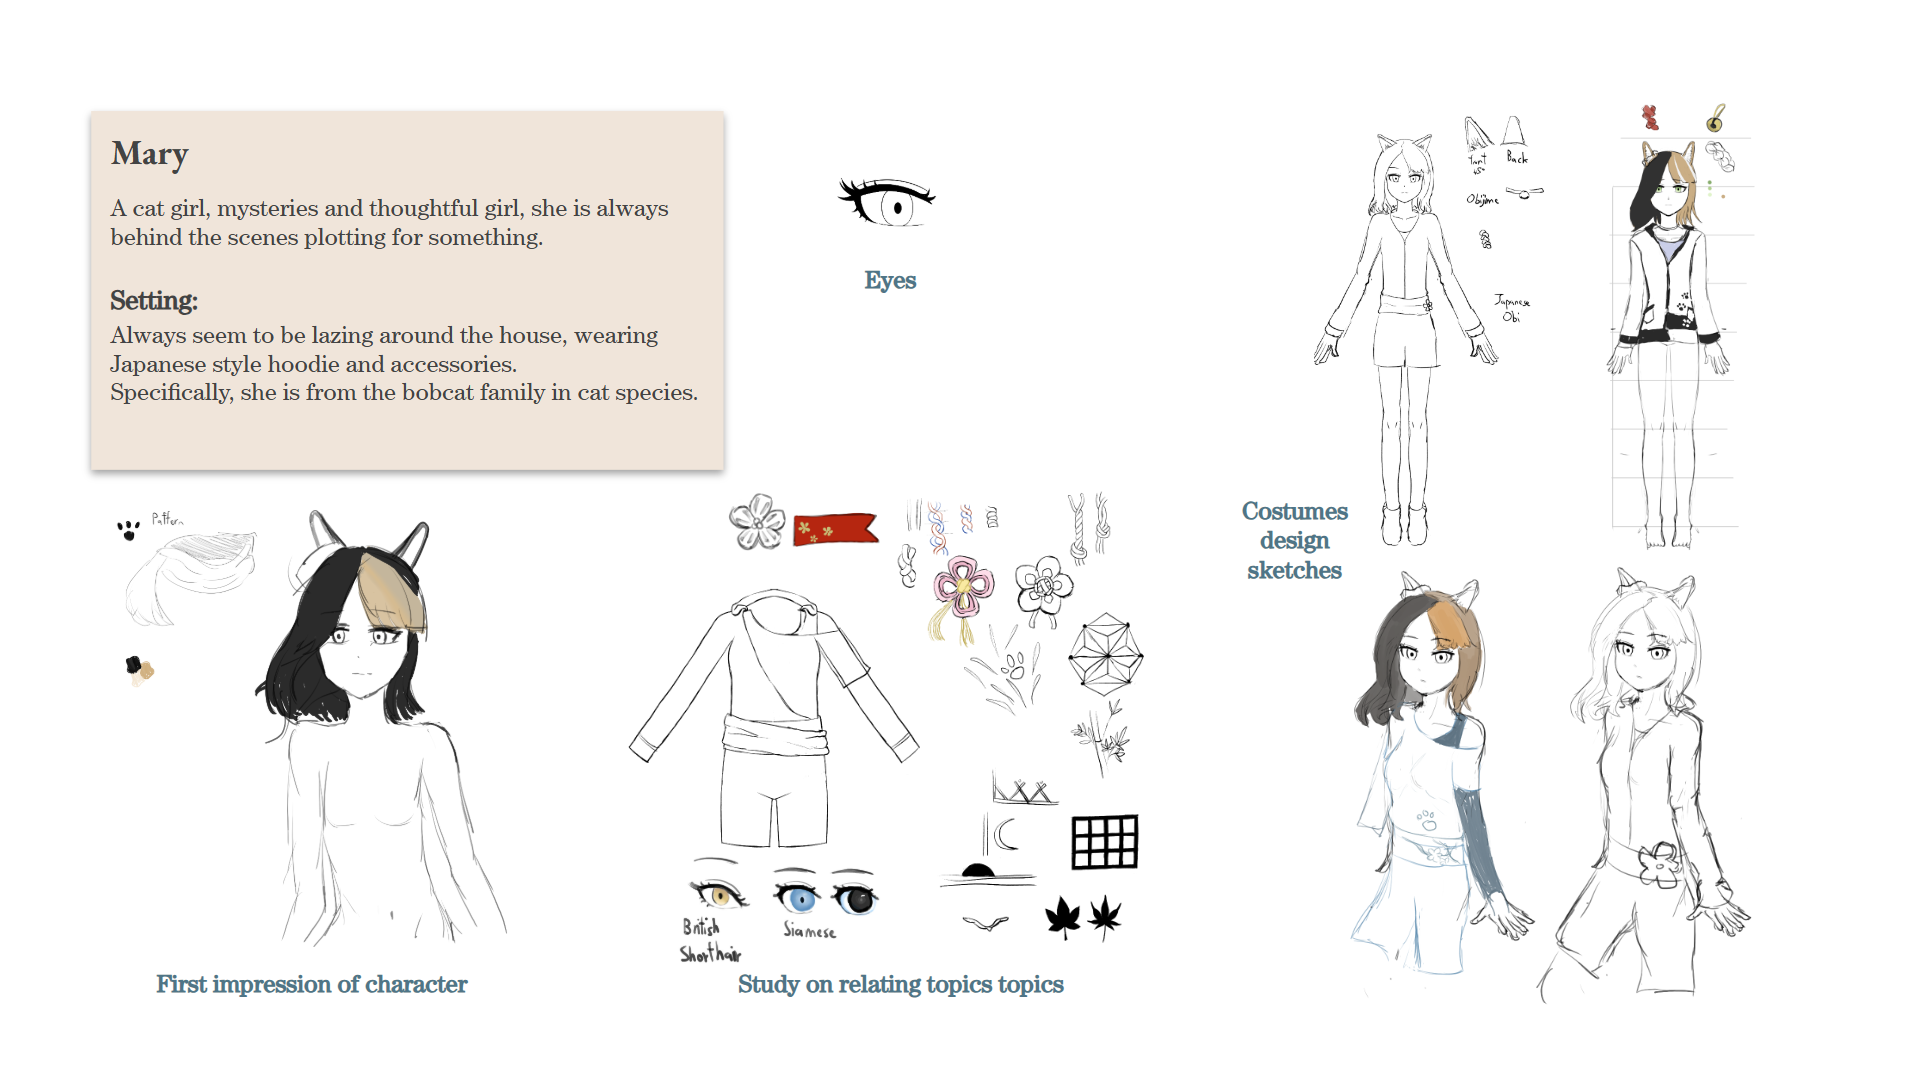 Mary
A cat girl, mysteries and thoughtful girl, she is always
behind the scenes plotting for something.
Setting:
Always seem to be lazing around the house, wearing
Japanese style hoodie and accessories.
Specifically, she is from the bobcat family in cat species.
Eyes
Back
45°
Obijime
Japanese
Obi
Costumes
design
sketches
Pattern
British
Shorthair
Siamese
First impression of character
Study on relating topics topics